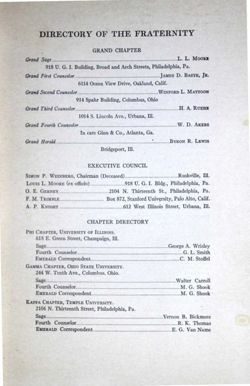 DIRECTORY OF THE FRATERNITY
GRAND CHAPTER
Grand Sage L. L. Moore
918 U. G. I. Building, Broad and Arch Streets, Philadelphia, Pa.
Grand First Counselor James D. Baste, Jr.
6414 Ocean View Drive, Oakland, Calif.
Grand Second Counselor Winford L. Mattoon
914 Spahr Building, Columbus, Ohio
Grand Third Counselor H. A.
1014 S. Lincoln Ave., Urbana, Ill.
Grand Fourth Counselor W. D. Akers
In care Glenn & Co., Atlanta, Ga.
Grand Herald Byron R. Lewis
Bridgeport, Ill.
EXECUTIVE COUNCIL
Simon P. Chairman (Deceased) Rushville, Ill.
Louis L. Moore (ex officio) 918 U. G. I. Bldg., Philadelphia, Pa.
O. E. Gernet 2104 N. Thirteenth St., Philadelphia, Pa.
F. M. Trimble Box 872, Stanford University, Palo Alto, Calif.
A. P. Knight 612 West Illinois Street, Urbana, Ill.
CHAPTER DIRECTORY
Phi Chapter, University of Illinois.
615 E. Green Street, Champaign, Ill.
Sage George A. Wrisley
Fourth Counselor G. L. Smith
Emerald Correspondent C. M. Stoffel
Gamma Chapter, Ohio State University.
244 W. Tenth Ave., Columbus, Ohio.
Sage Walter Carroll
Fourth Counselor M. G. Shook
Emerald Correspondent M. G. Shook
Kappa Chapter, Temple University.
2104 N. Thirteenth Street, Philadelphia, Pa.
Sage Vernon B. Bickmore
Fourth Counselor R. K. Thomas
Emerald Correspondent E. G. Van Name